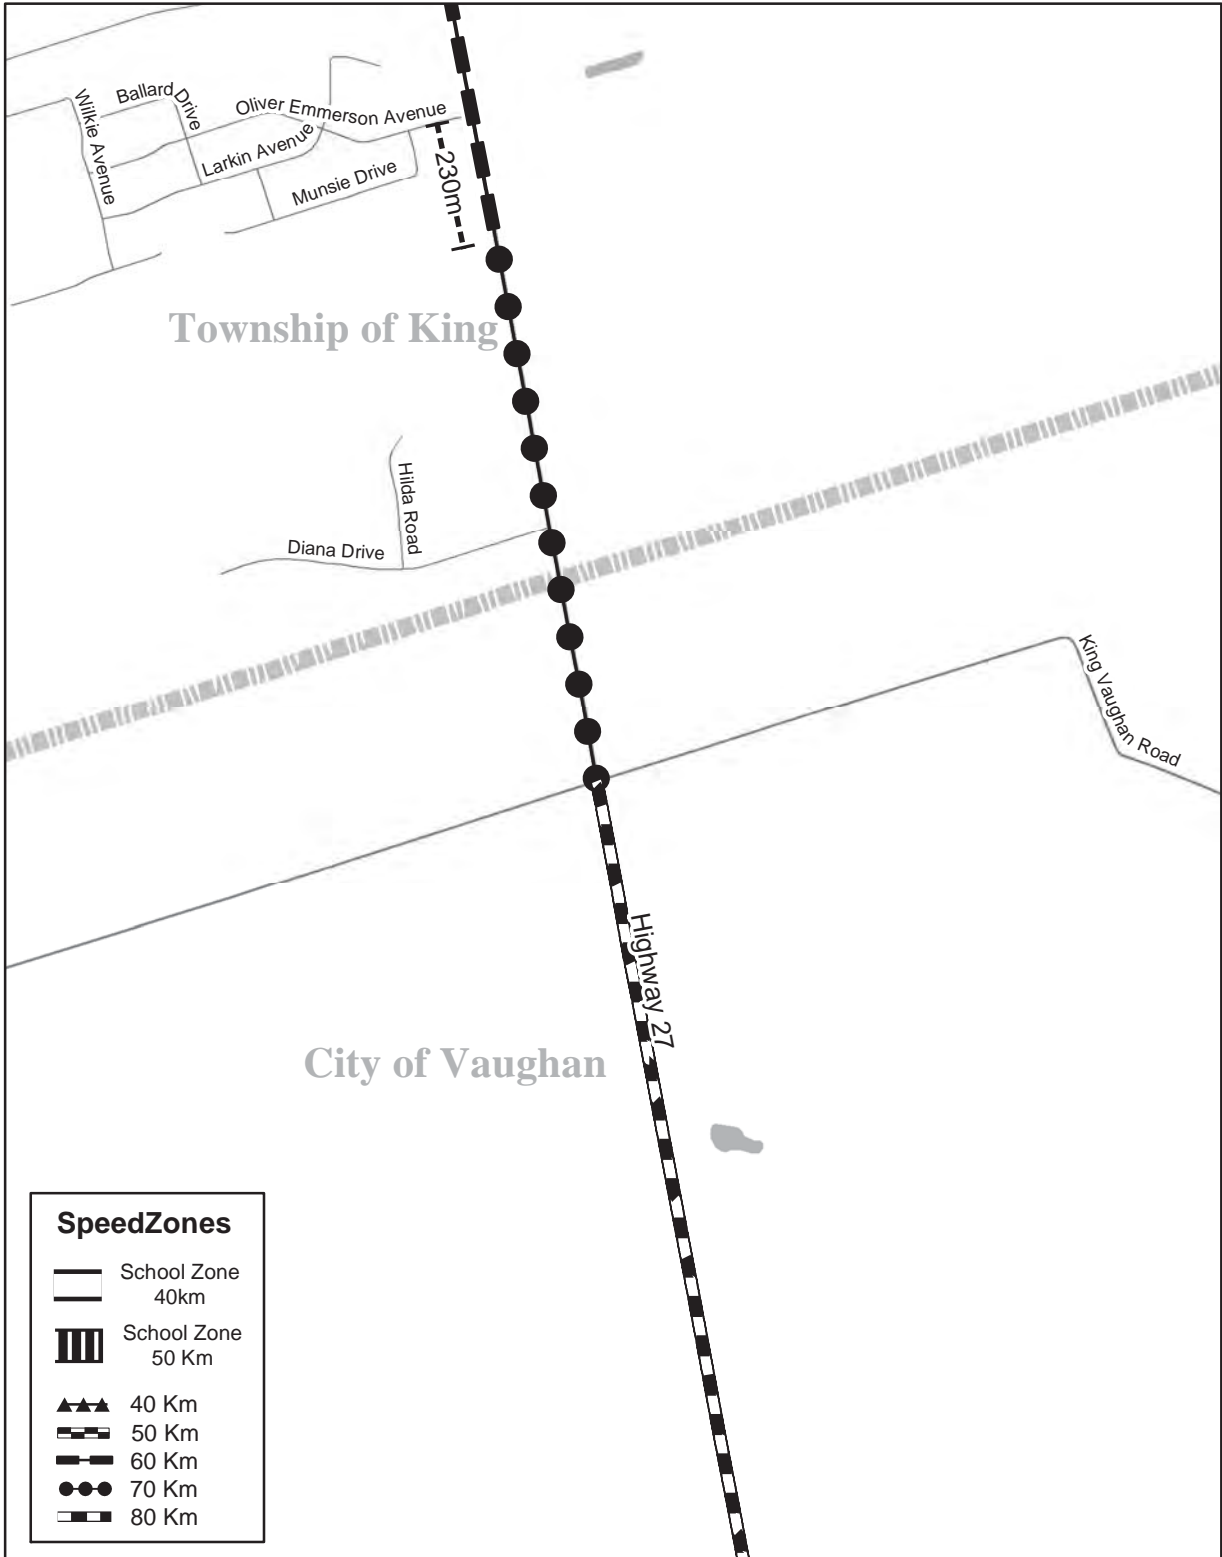 Wilkie Avenue
Ballard Drive
Oliver Emmerson Avenue
Larkin Avenue
Munsie Drive
230m
Township of King
Hilda Road
Diana Drive
King Vaughan Road
Highway 27
City of Vaughan
SpeedZones
School Zone
40km
School Zone
50 Km
40 Km
50 Km
60 Km
70 Km
80 Km